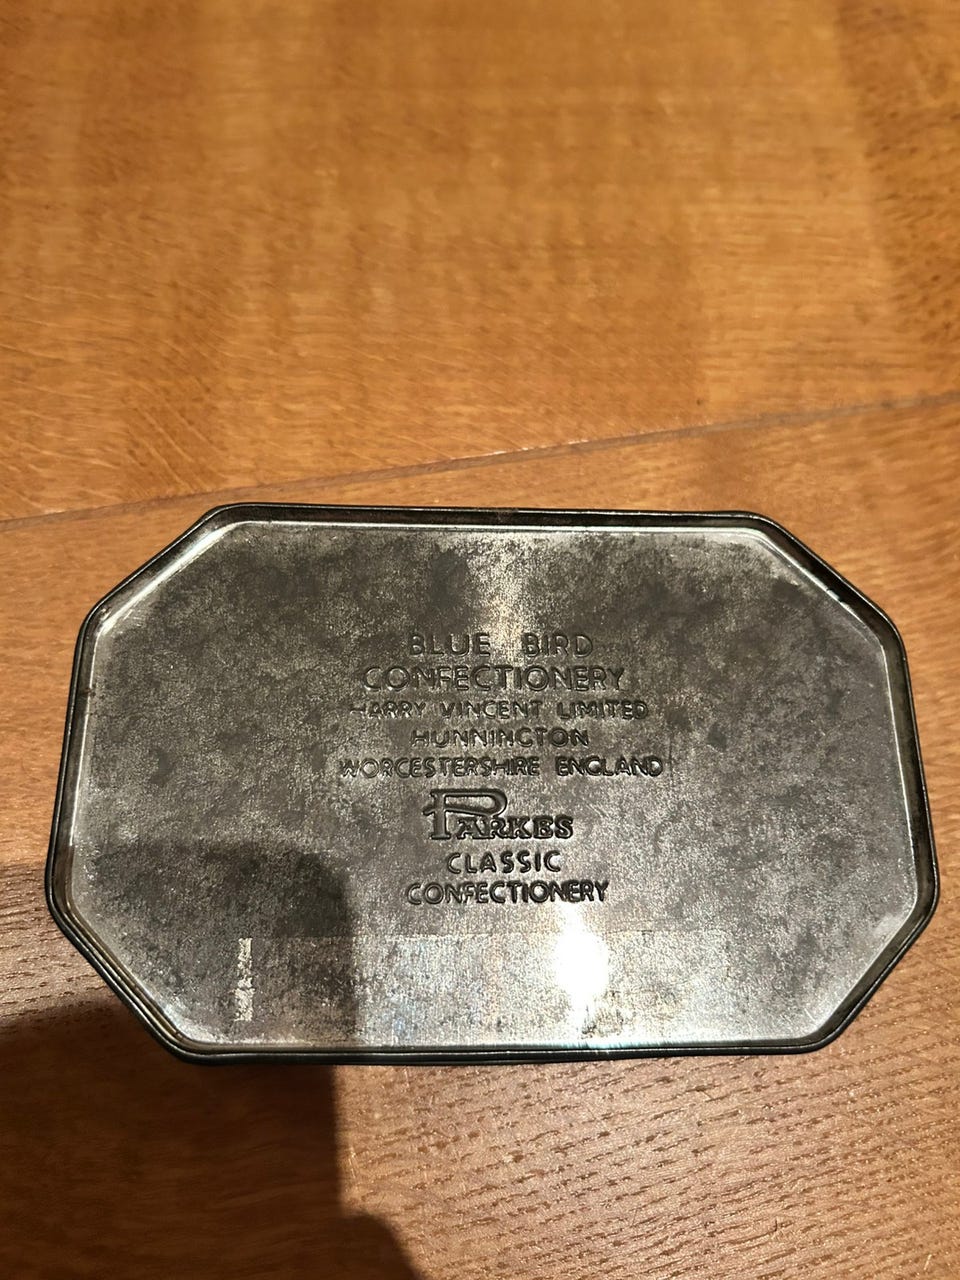 BLUE BIRD
CONFECTIONERY
HARRY VINCENT LIMITED
HUNNINGTON
WORCESTERSHIRE ENGLAND
PARKES
CLASSIC
CONFECTIONERY